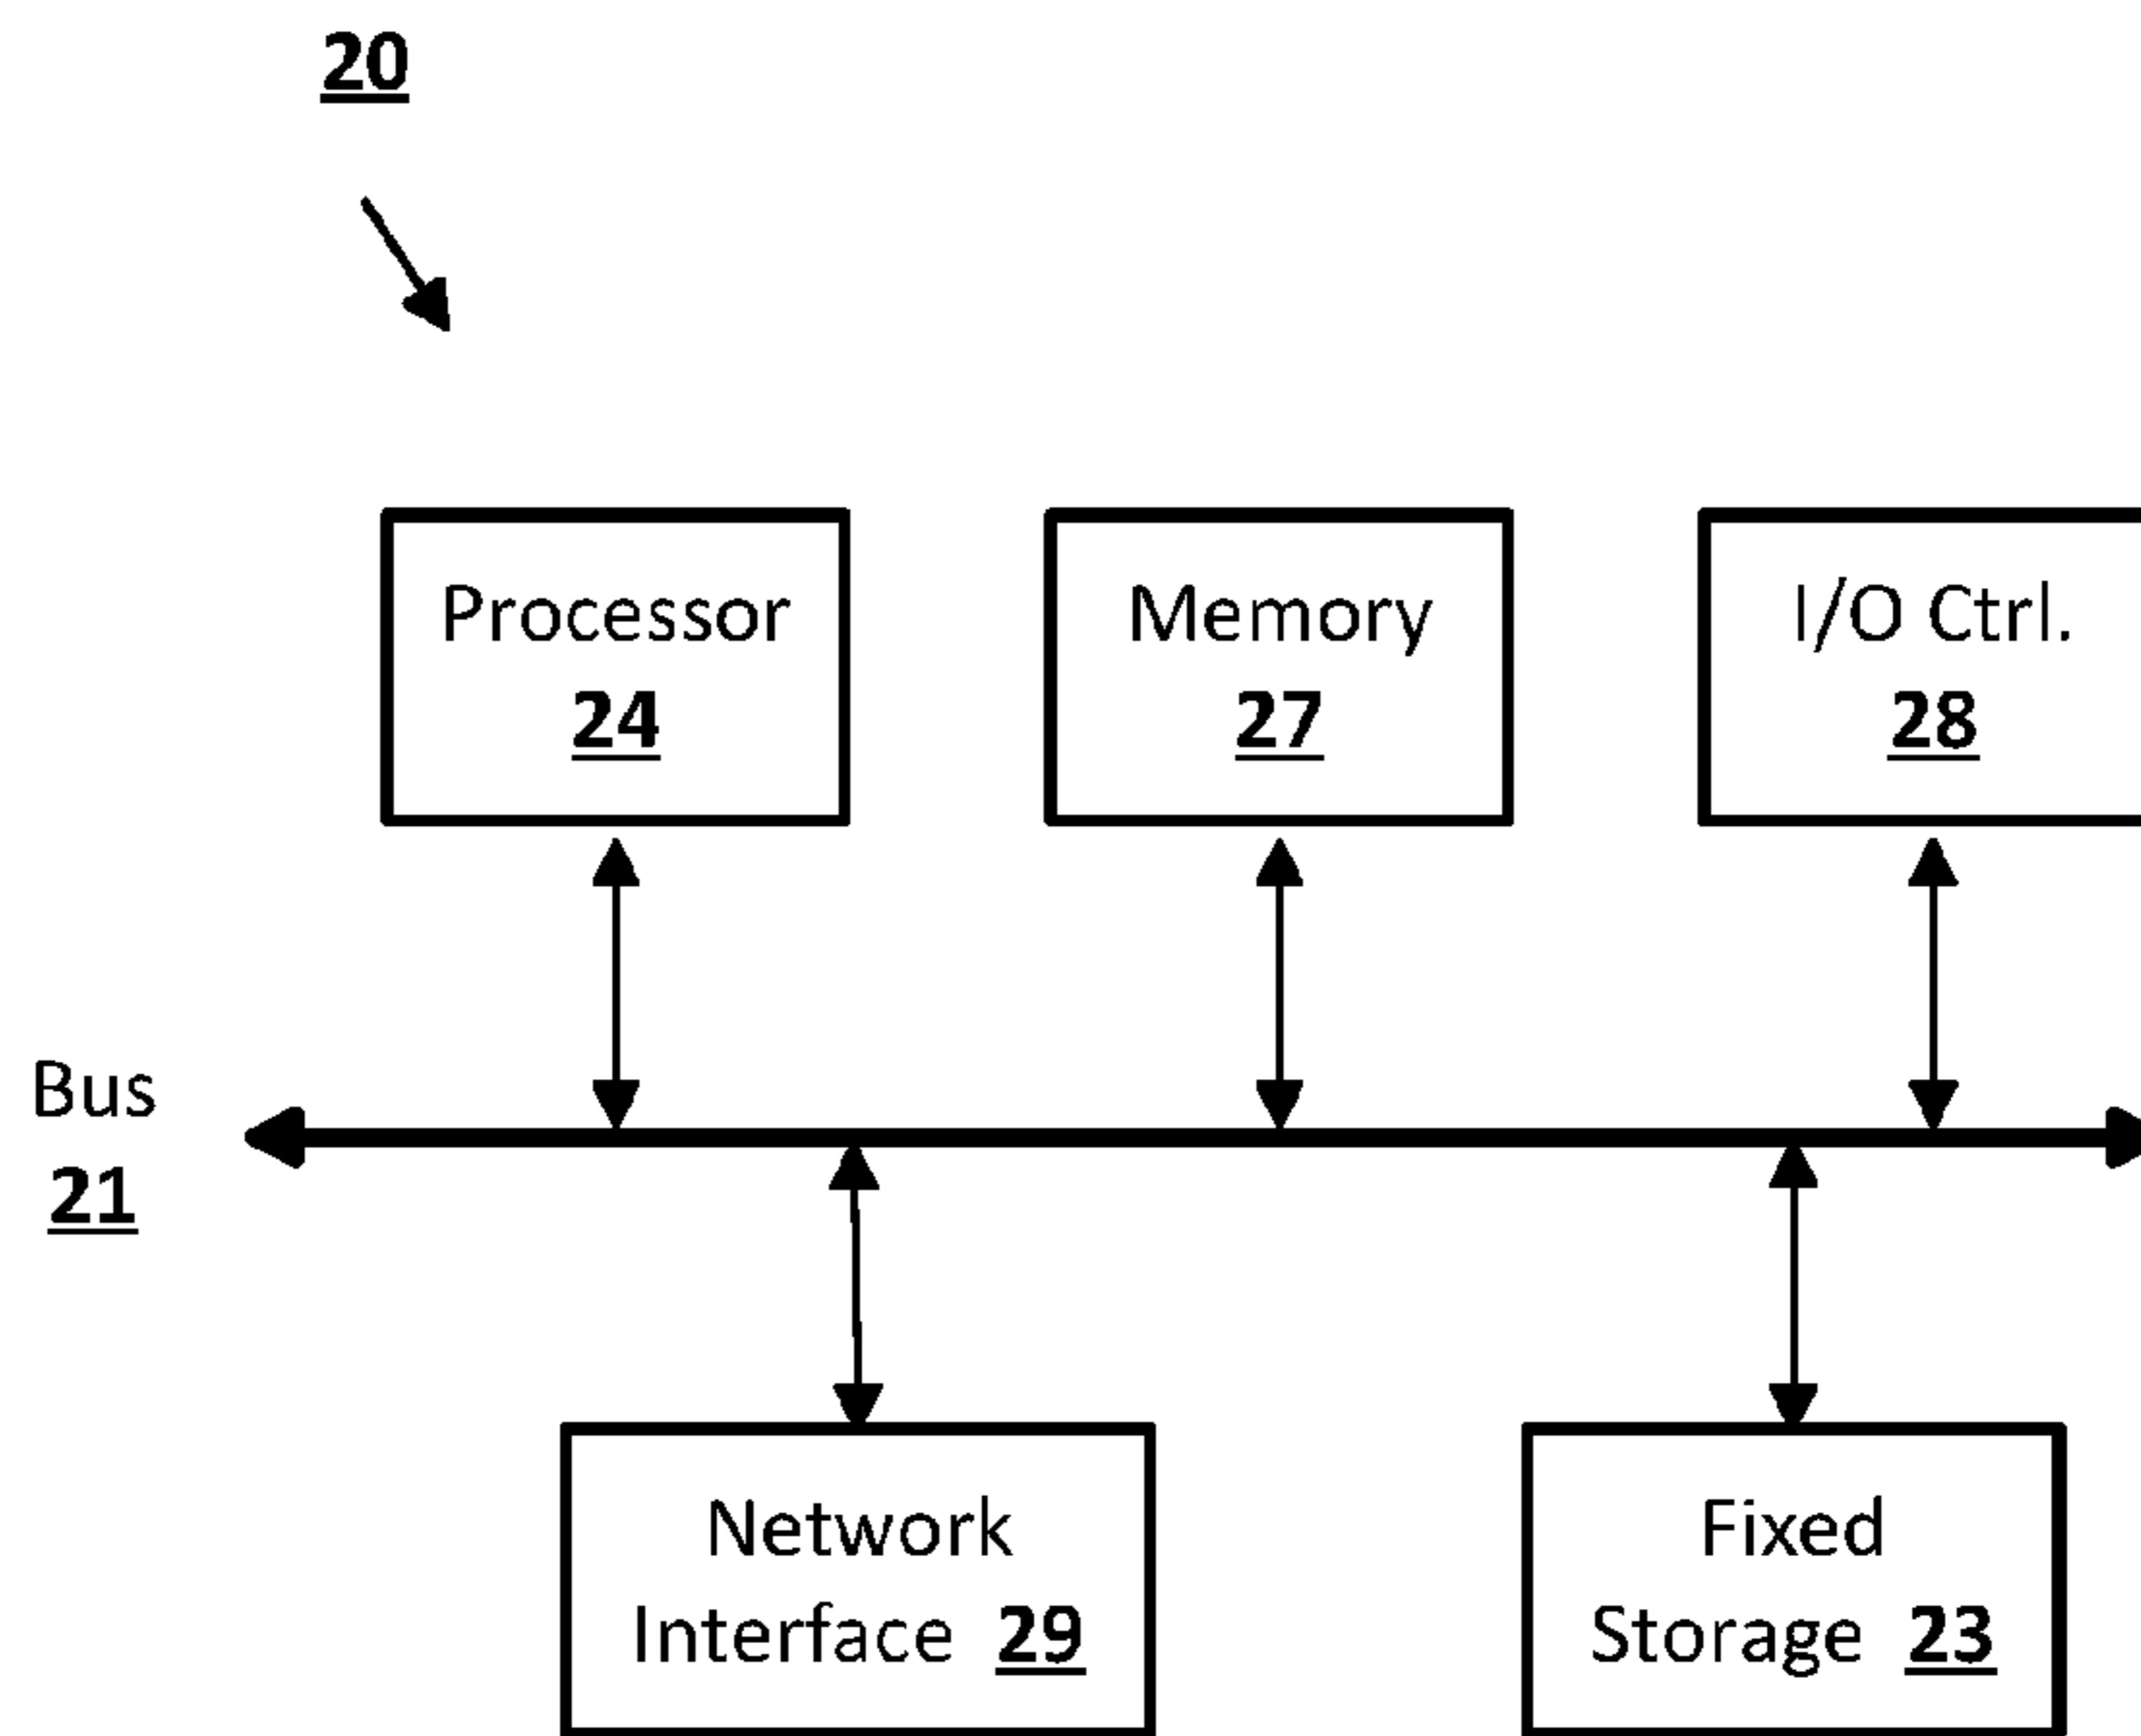 20
Processor
24
Memory
27
I/O Ctrl.
28
Bus
21
Network
Interface 29
Fixed
Storage 23